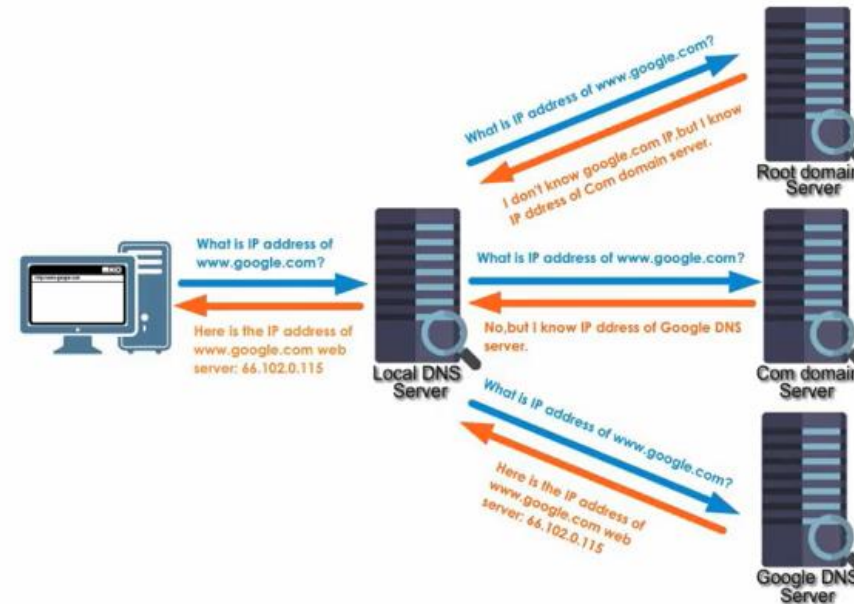 What is IP address of www.google.com?
I don't know google.com IP,but I know
IP ddress of Com domain server.
Root domain
Server
What is IP address of
www.google.com?
Here is the IP address of
www.google.com web
server: 66.102.0.115
Local DNS
Server
What is IP address of www.google.com?
No,but i know IP ddress of Google DNS
server.
Com domain
Server
What is IP address of www.google.com?
Here is the IP address of
www.google.com web
server: 66.102.0.115
Google DNS
Server